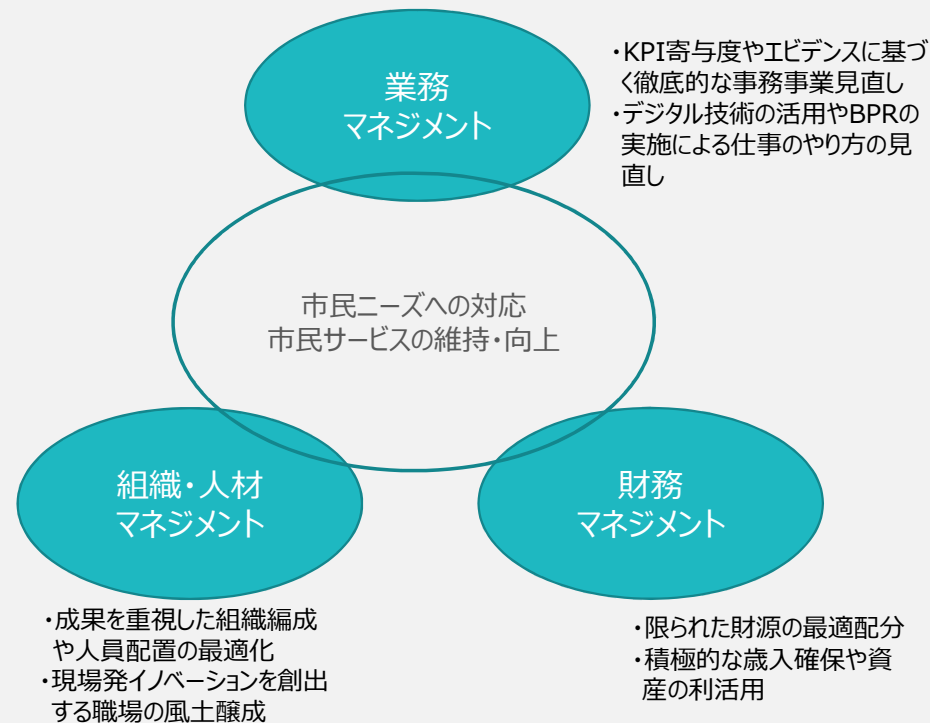 業務
マネジメント
・KPI寄与度やエビデンスに基づ
く徹底的な事務事業見直し
・デジタル技術の活用やBPRの
実施による仕事のやり方の見
直し
市民ニーズへの対応
市民サービスの維持・向上
組織・人材
マネジメント
・成果を重視した組織編成
や人員配置の最適化
・現場発イノベーションを創出
する職場の風土醸成
財務
マネジメント
・限られた財源の最適配分
・積極的な歳入確保や資
産の利活用